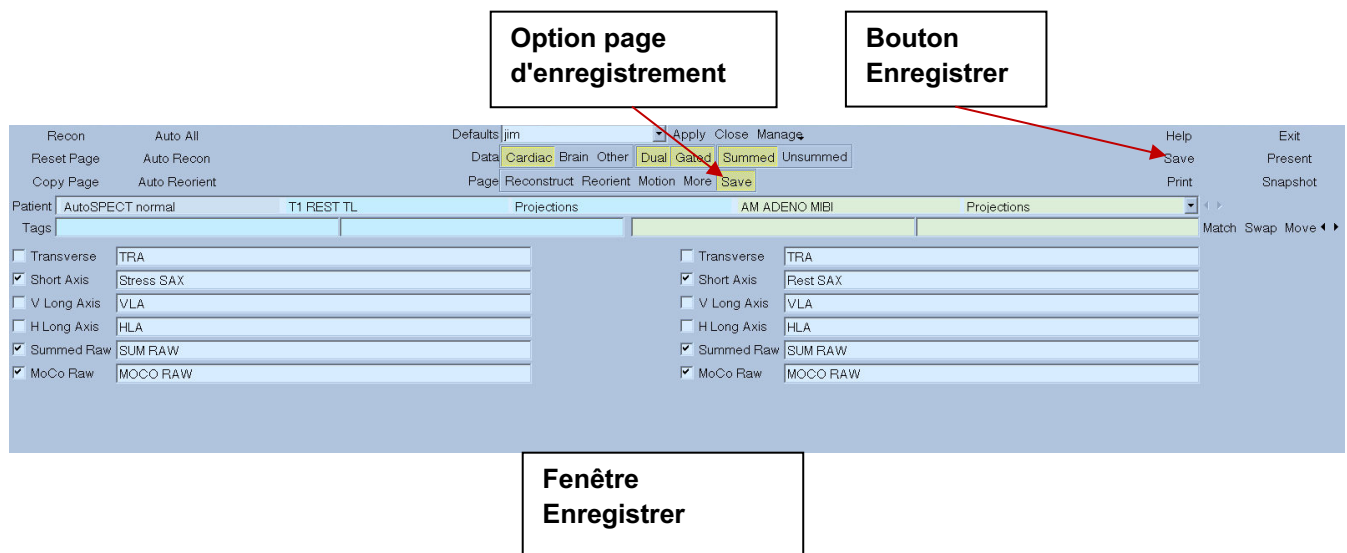 Option page
d'enregistrement
Bouton
Enregistrer
Recon Auto All Defaults jim Apply Close Manage Help Exit
Reset Page Auto Recon Data Cardiac Brain Other Dual Gated Summed Unsummed Save Present
Copy Page Auto Reorient Page Reconstruct Reorient Motion More Save Print Snapshot
Patient AutoSPECT normal T1 REST TL Projections AM ADENO MIBI Projections
Tags Match Swap Move
Transverse TRA Transverse TRA
Short Axis Stress SAX Short Axis Rest SAX
V Long Axis VLA V Long Axis VLA
H Long Axis HLA H Long Axis HLA
Summed Raw SUM RAW Summed Raw SUM RAW
MoCo Raw MOCO RAW MoCo Raw MOCO RAW
Fenêtre
Enregistrer